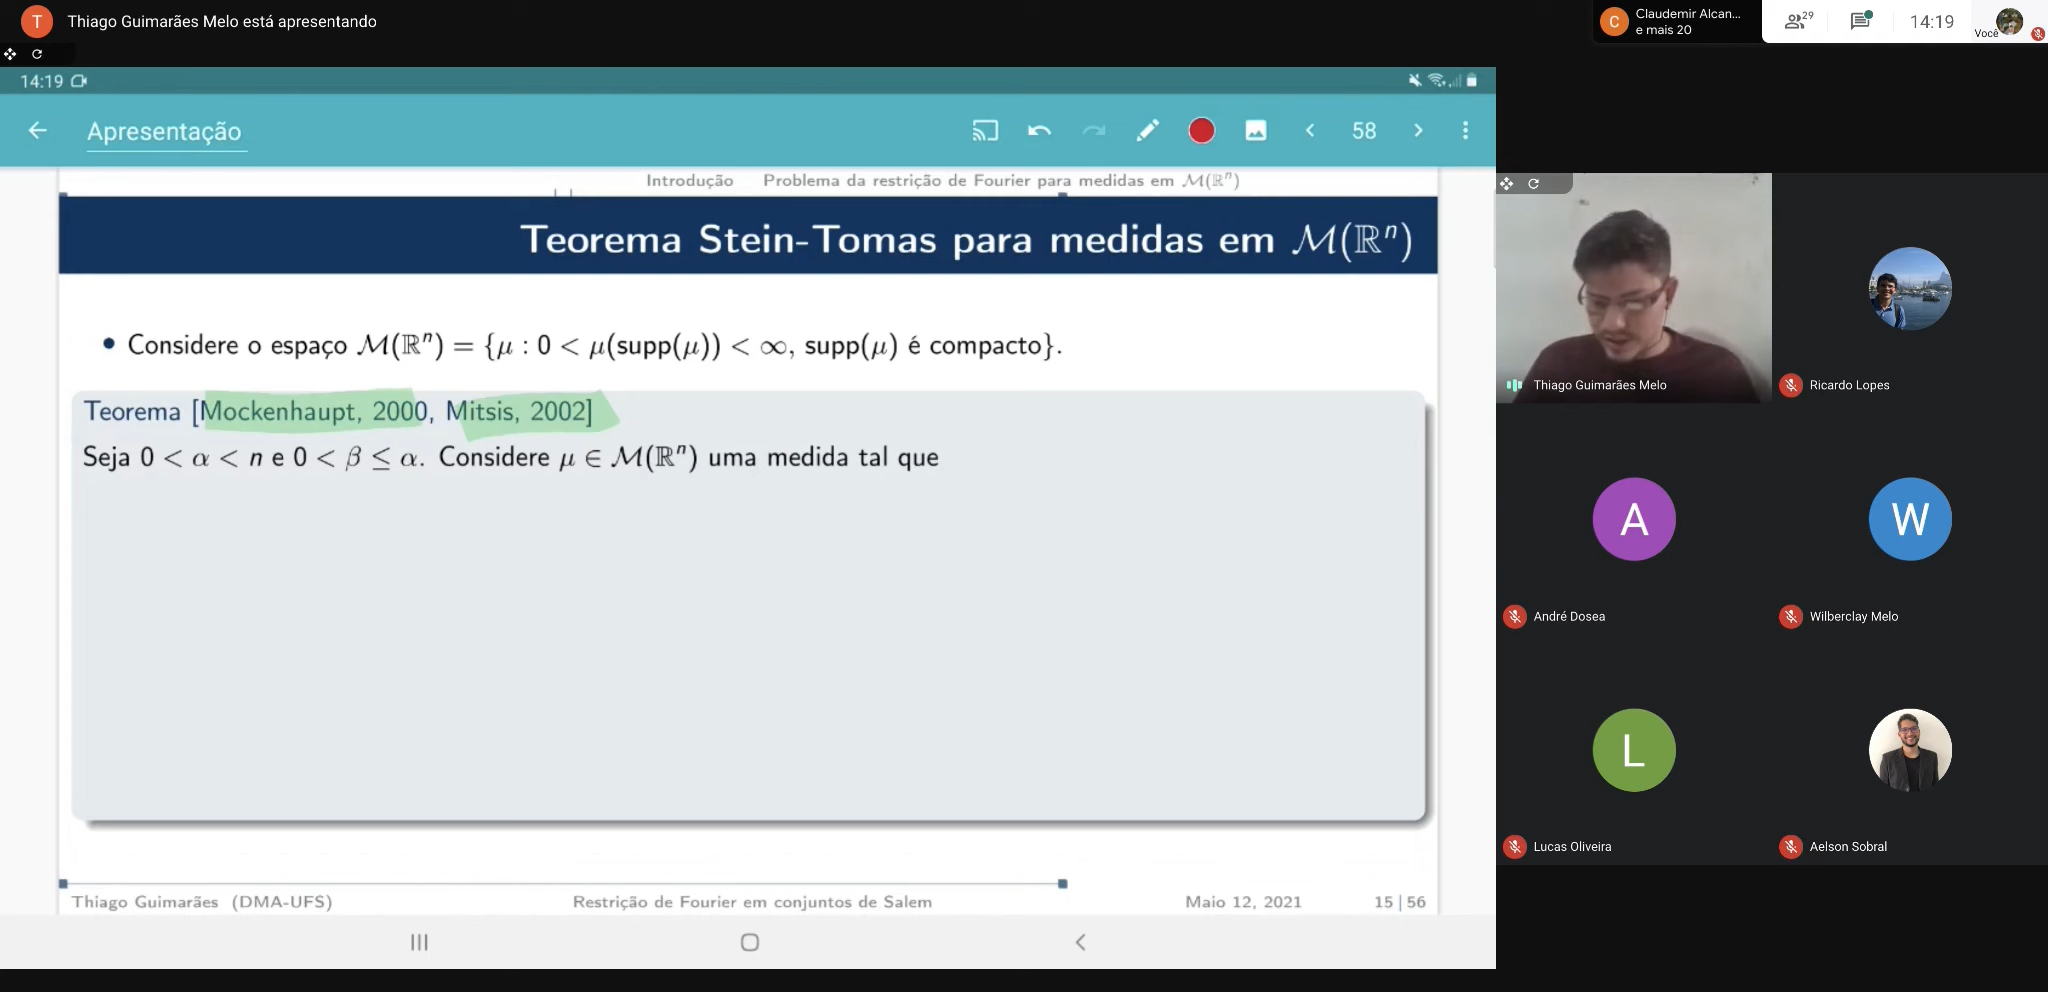 T Thiago Guimarães Melo está apresentando
C Claudemir Alcan...
e mais 20
29
14:19
Você
14:19
Apresentação
58
Introdução Problema da restrição de Fourier para medidas em ℳ(ℝⁿ)
Teorema Stein-Tomas para medidas em ℳ(ℝⁿ)
• Considere o espaço ℳ(ℝⁿ) = {μ : 0 < μ(supp(μ)) < ∞, supp(μ) é compacto}.
Teorema [Mockenhaupt, 2000, Mitsis, 2002]
Seja 0 < α < n e 0 < β ≤ α. Considere μ ∈ ℳ(ℝⁿ) uma medida tal que
Thiago Guimarães (DMA-UFS) Restrição de Fourier em conjuntos de Salem Maio 12, 2021 15 | 56
Thiago Guimarães Melo
Ricardo Lopes
A
André Dosea
W
Wilberclay Melo
L
Lucas Oliveira
Aelson Sobral